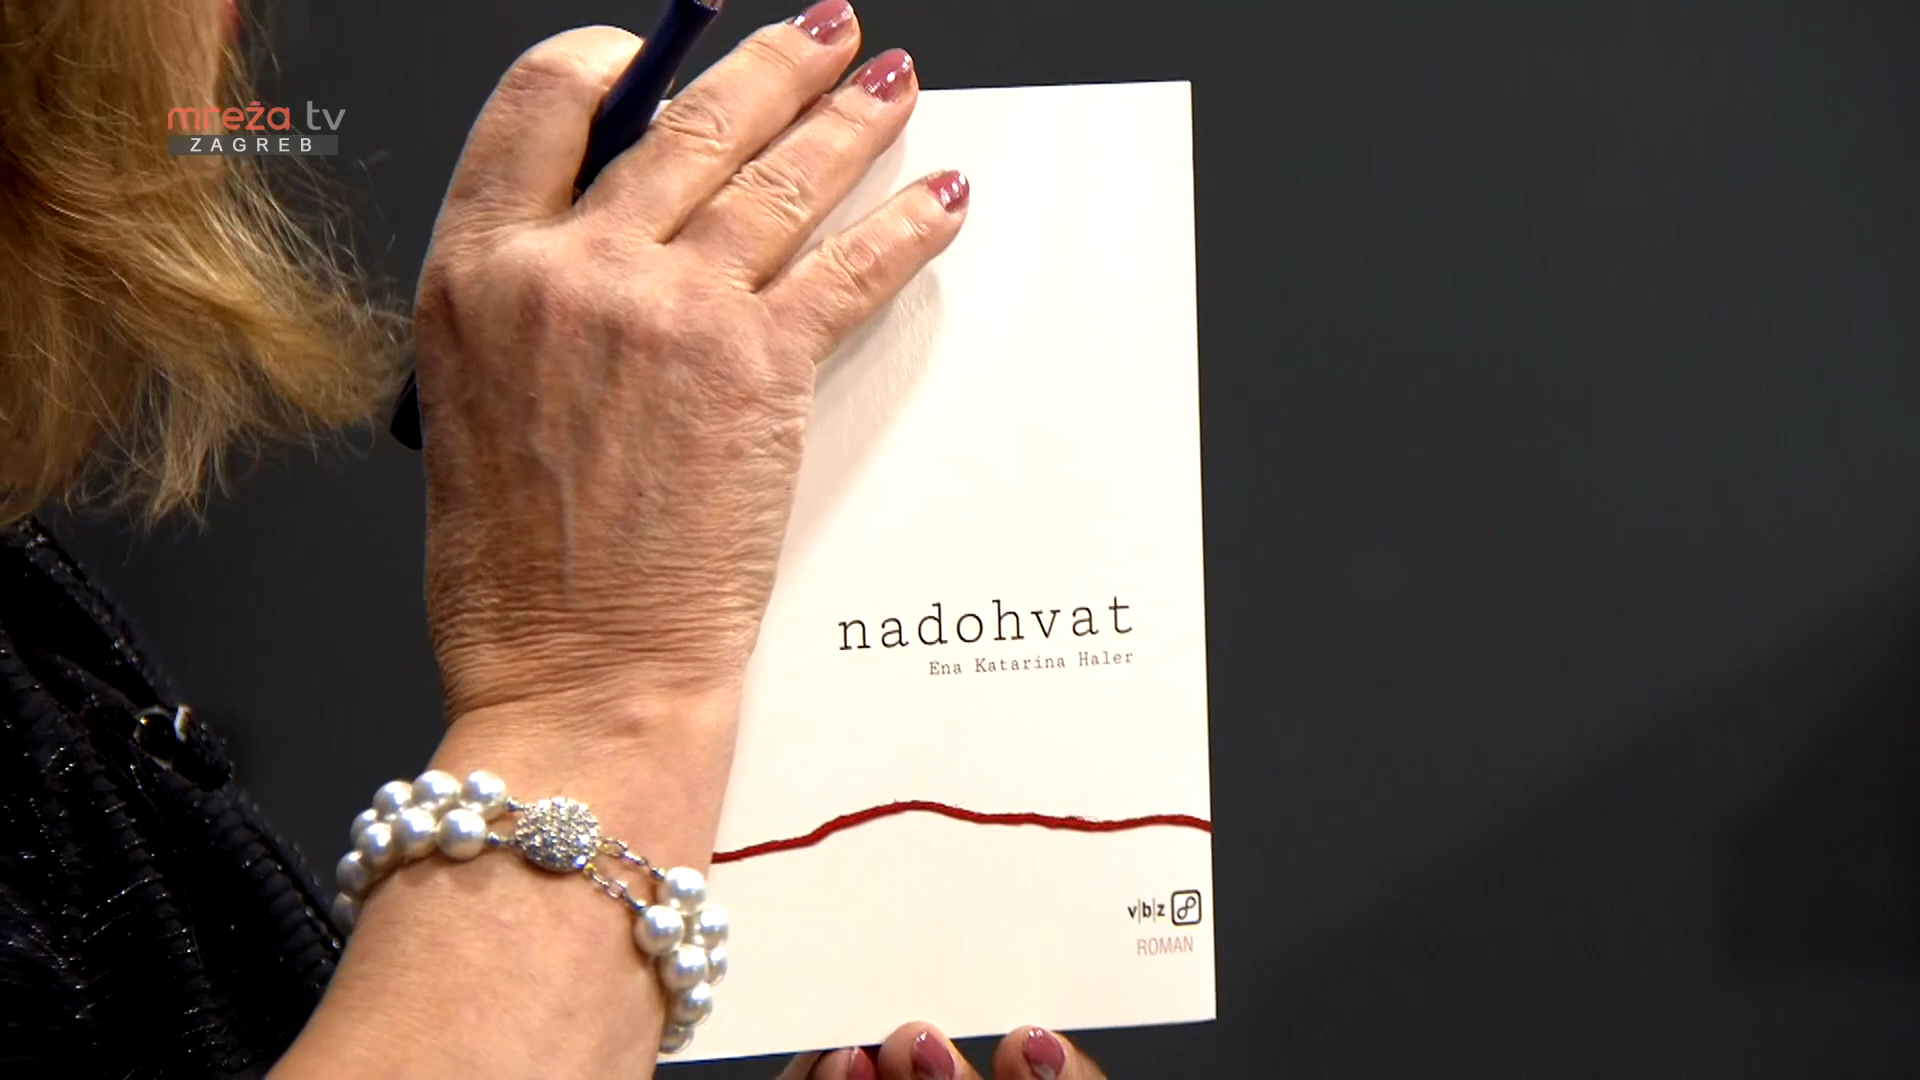 mreža tv
ZAGREB
nadohvat
Ena Katarina Haler
v|b|z
ROMAN